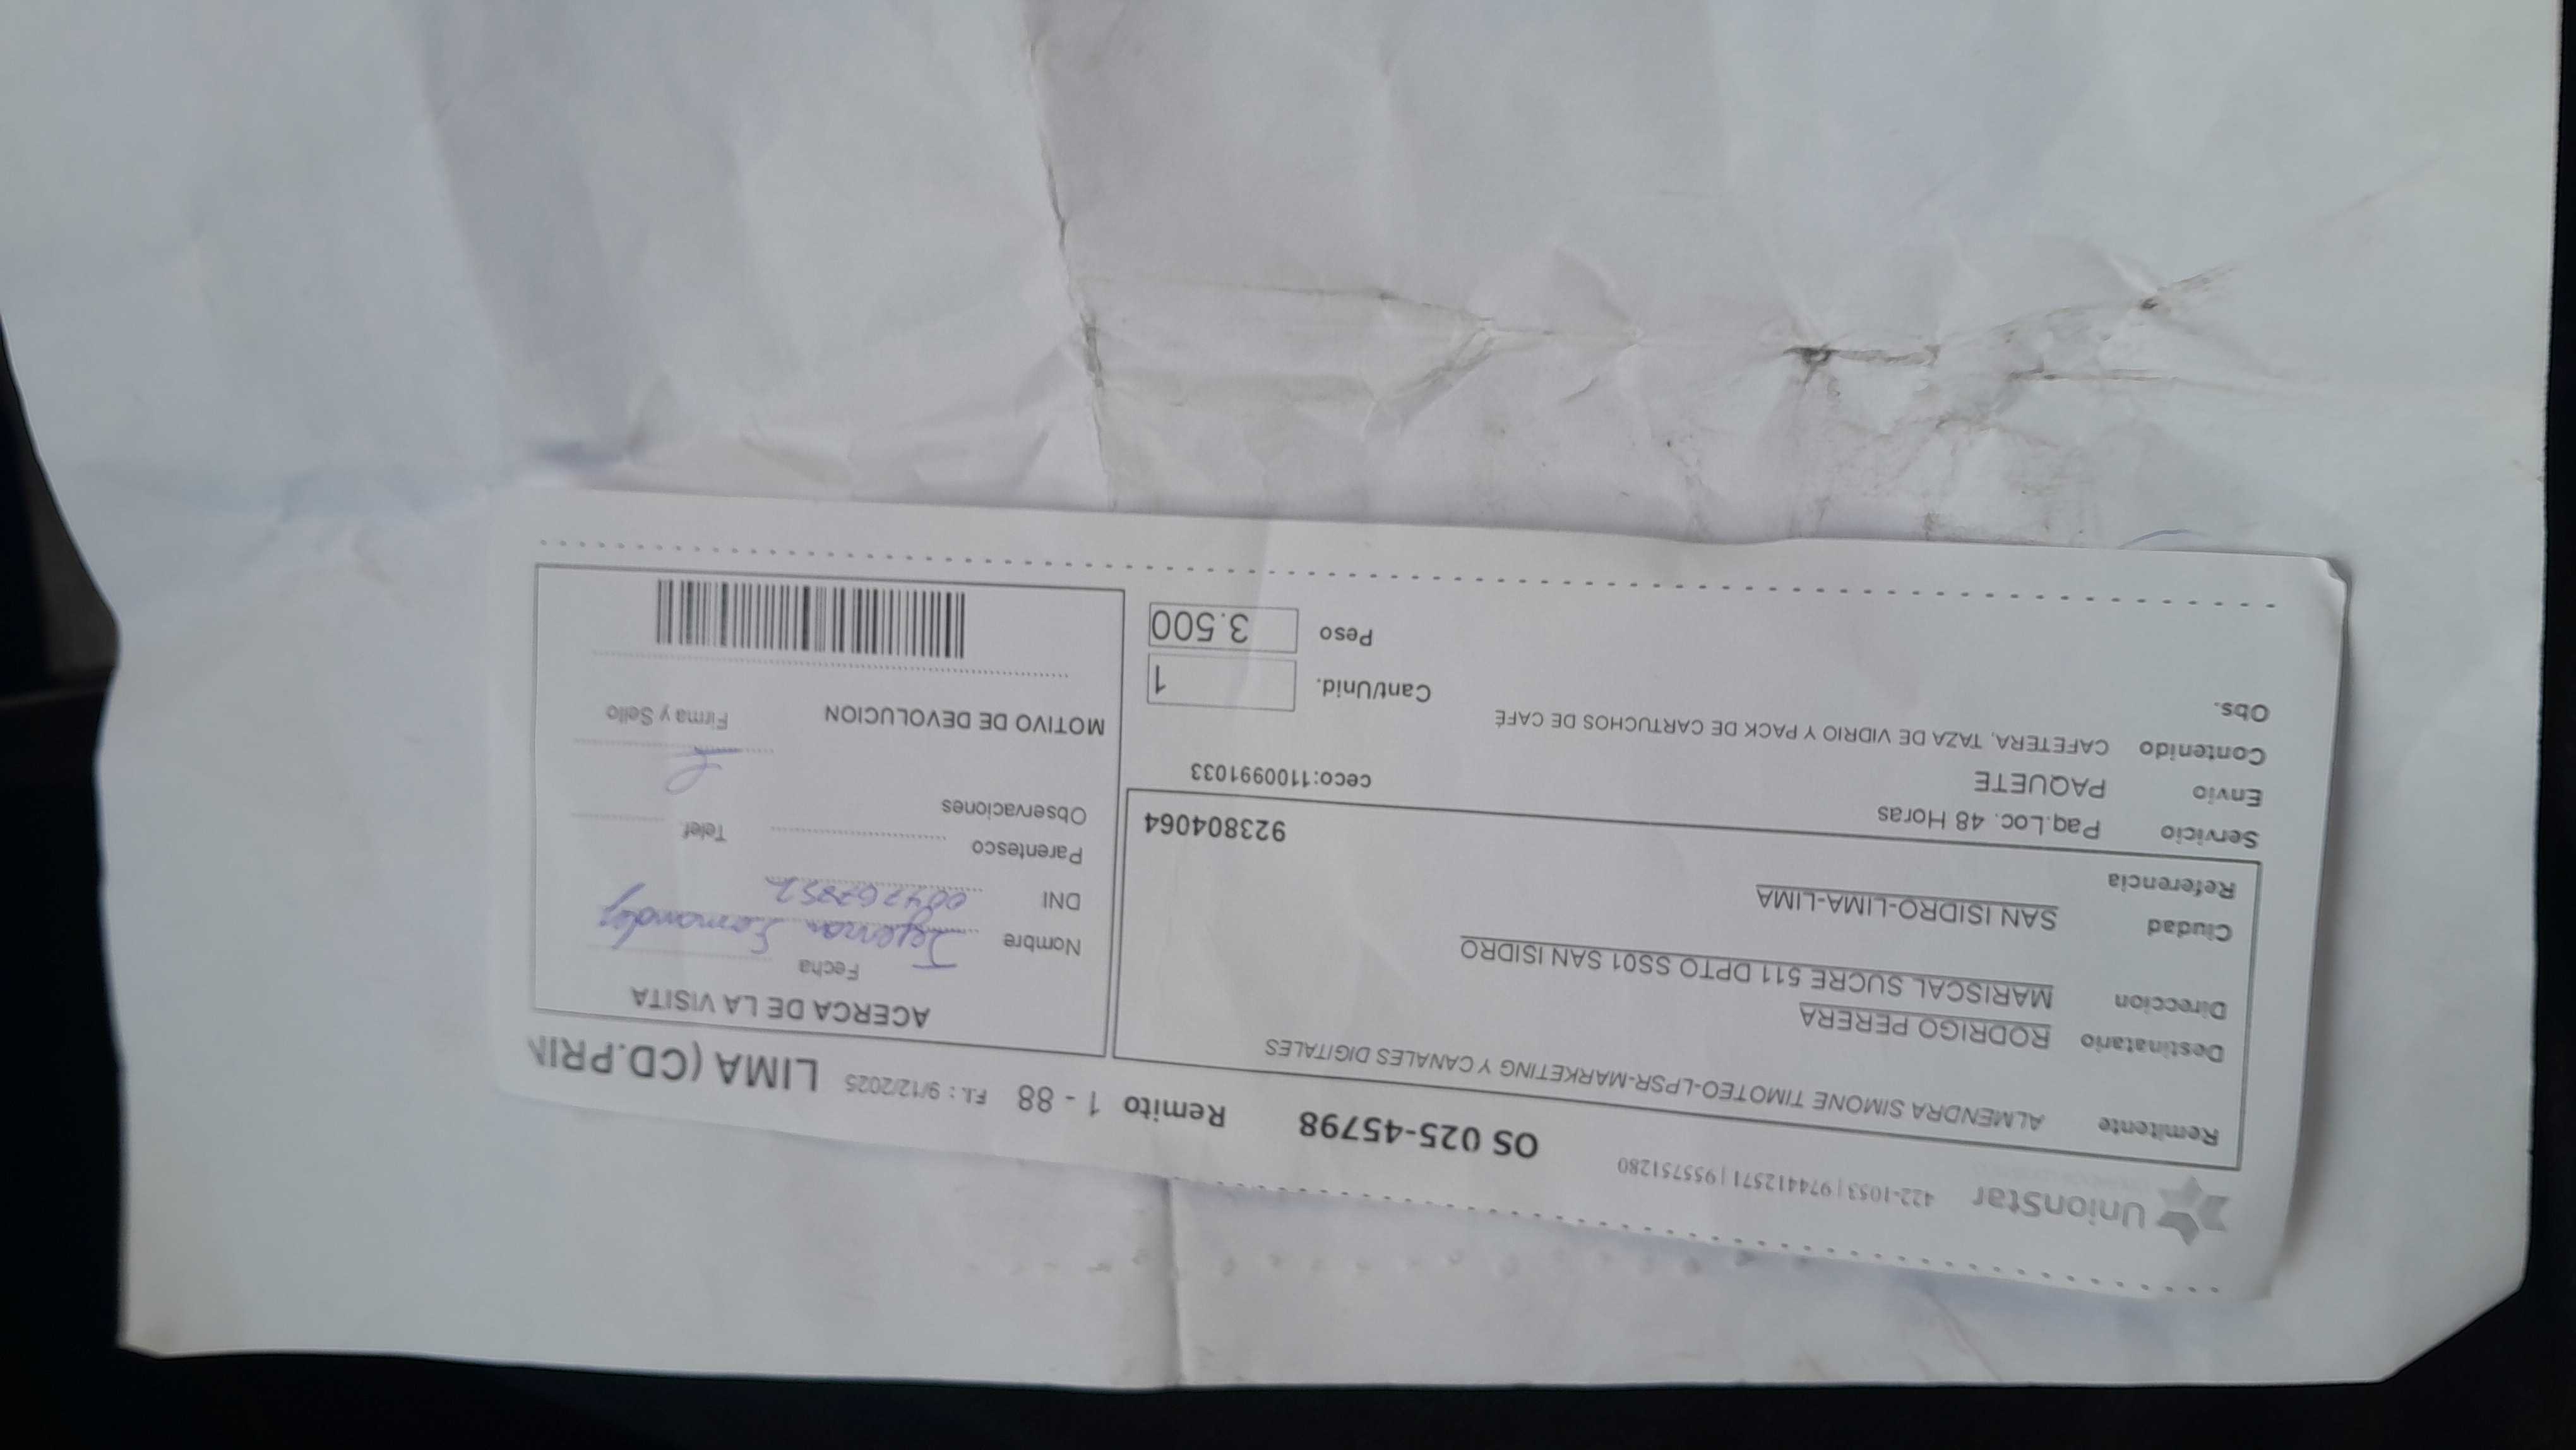 UnionStar 422-1053 | 974412571 | 955751280 OS 025-45798 Remito 1 - 88 F.I. : 9/12/2025 LIMA (CD.PRIN
Remitente ALMENDRA SIMONE TIMOTEO-LPSR-MARKETING Y CANALES DIGITALES
Destinatario RODRIGO PERERA
Direccion MARISCAL SUCRE 511 DPTO SS01 SAN ISIDRO
Ciudad SAN ISIDRO-LIMA-LIMA
Referencia 923804064
Servicio Paq.Loc. 48 Horas ceco:1100991033
Envio PAQUETE
Contenido CAFETERA, TAZA DE VIDRIO Y PACK DE CARTUCHOS DE CAFÉ
Obs.
Cant/Unid. 1
Peso 3.500
ACERCA DE LA VISITA
Fecha
Nombre
DNI
Parentesco Telef.
Observaciones
MOTIVO DE DEVOLUCION Firma y Sello